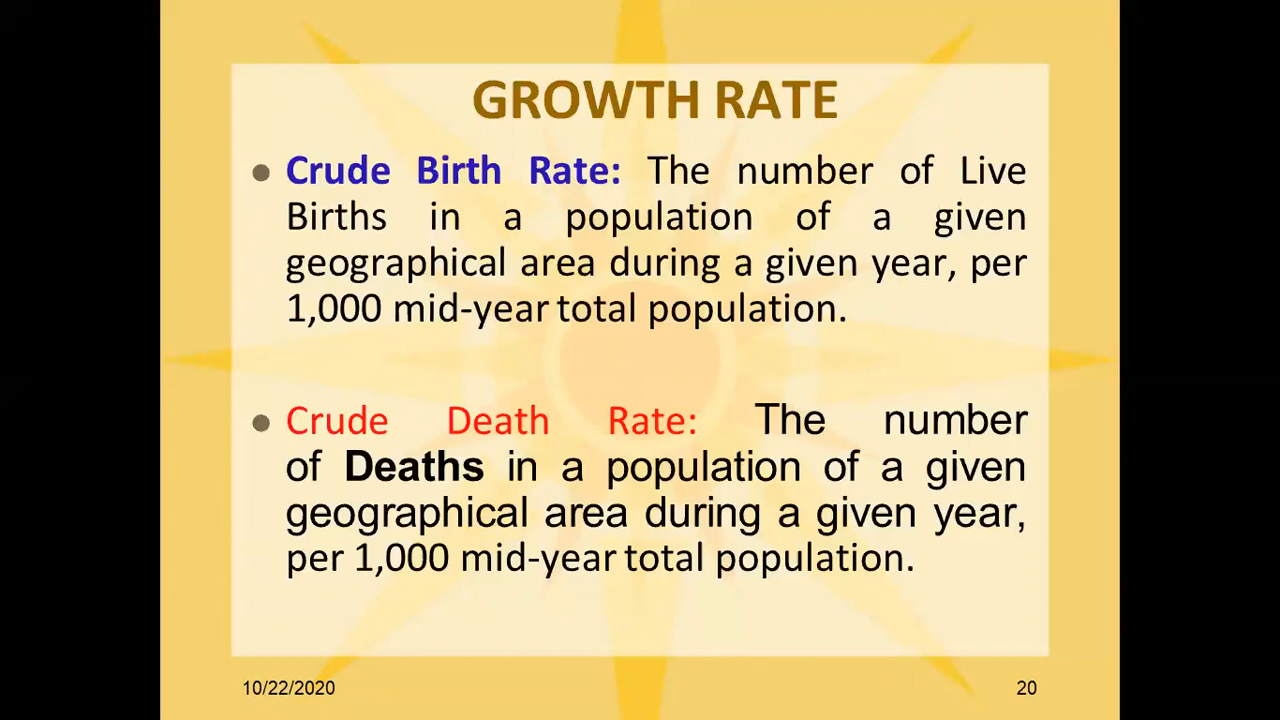 GROWTH RATE
● Crude Birth Rate: The number of Live
Births in a population of a given
geographical area during a given year, per
1,000 mid-year total population.
● Crude Death Rate: The number
of Deaths in a population of a given
geographical area during a given year,
per 1,000 mid-year total population.
10/22/2020
20